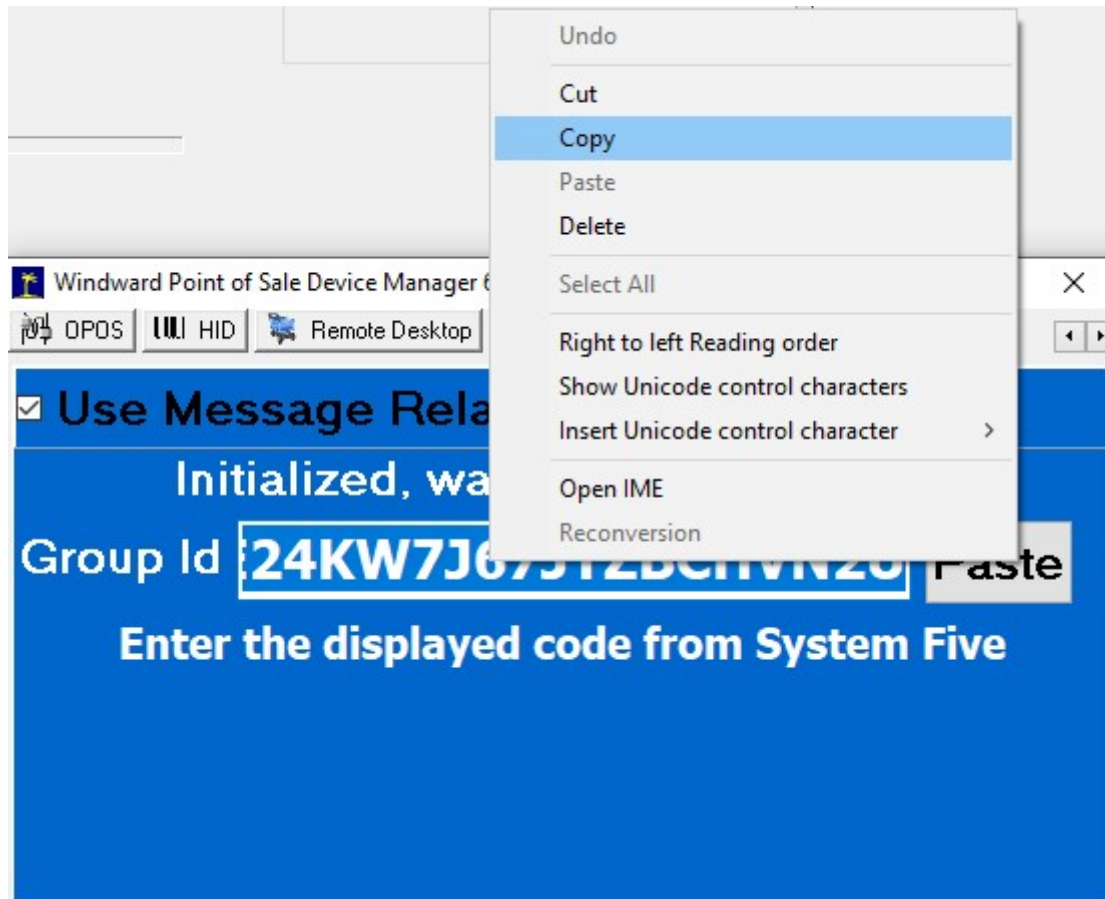 Undo
Cut
Copy
Paste
Delete
Select All
Right to left Reading order
Show Unicode control characters
Insert Unicode control character
Open IME
Reconversion
Windward Point of Sale Device Manager
OPOS HID Remote Desktop
Use Message
Initialized,
Group Id Paste
Enter the displayed code from System Five